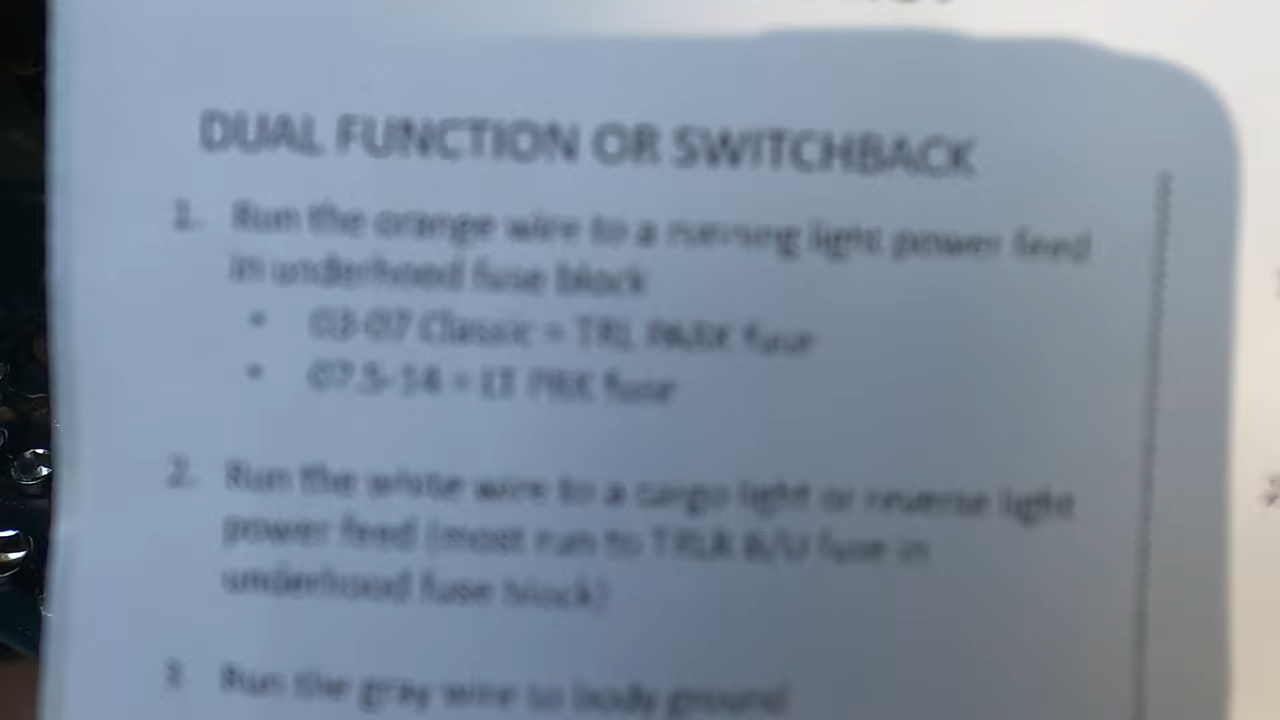 DUAL FUNCTION OR SWITCHBACK
1. Run the orange wire to a running light power feed
in underhood fuse block
• 03-07 Classic = TRL PARK fuse
• 07.5-14 = LT PRK fuse
2. Run the white wire to a cargo light or reverse light
power feed (most run to TRLR B/U fuse in
underhood fuse block)
3 Run the gray wire to body ground